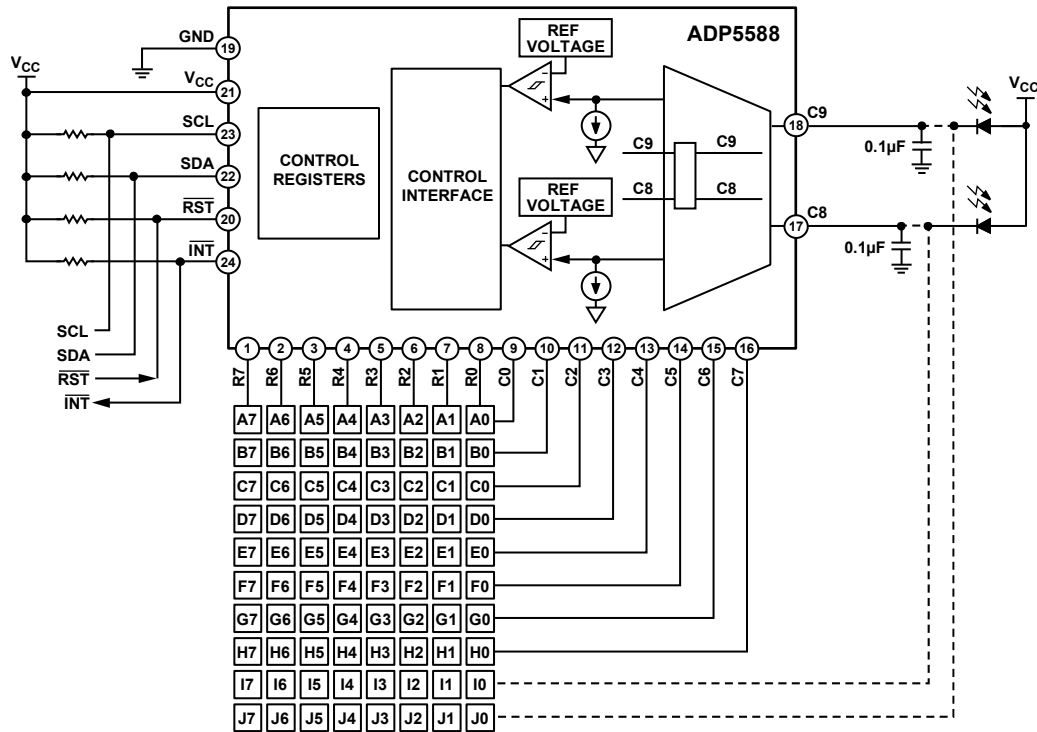 ADP5588
REF
VOLTAGE
GND
19
VCC
VCC
21
VCC
SCL
23
C9
18
0.1µF
C9
C9
CONTROL
REGISTERS
CONTROL
INTERFACE
SDA
22
REF
VOLTAGE
C8
C8
RST
20
C8
17
0.1µF
INT
24
SCL
SDA
RST
INT
1 2 3 4 5 6 7 8 9 10 11 12 13 14 15 16
R7 R6 R5 R4 R3 R2 R1 R0 C0 C1 C2 C3 C4 C5 C6 C7
A7 A6 A5 A4 A3 A2 A1 A0
B7 B6 B5 B4 B3 B2 B1 B0
C7 C6 C5 C4 C3 C2 C1 C0
D7 D6 D5 D4 D3 D2 D1 D0
E7 E6 E5 E4 E3 E2 E1 E0
F7 F6 F5 F4 F3 F2 F1 F0
G7 G6 G5 G4 G3 G2 G1 G0
H7 H6 H5 H4 H3 H2 H1 H0
I7 I6 I5 I4 I3 I2 I1 I0
J7 J6 J5 J4 J3 J2 J1 J0